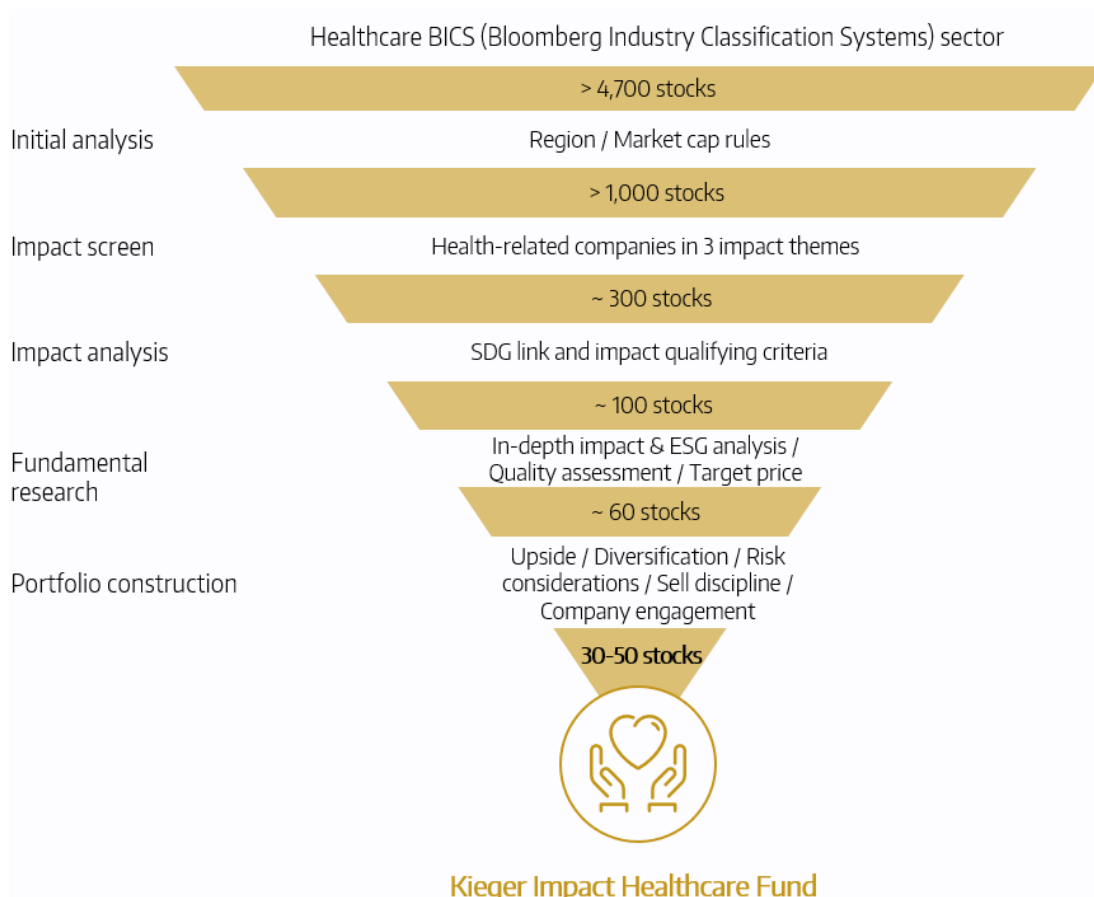 Healthcare BICS (Bloomberg Industry Classification Systems) sector
> 4,700 stocks
Initial analysis
Region / Market cap rules
> 1,000 stocks
Impact screen
Health-related companies in 3 impact themes
~ 300 stocks
Impact analysis
SDG link and impact qualifying criteria
~ 100 stocks
Fundamental
research
In-depth impact & ESG analysis /
Quality assessment / Target price
~ 60 stocks
Portfolio construction
Upside / Diversification / Risk
considerations / Sell discipline /
Company engagement
30-50 stocks
Kieger Impact Healthcare Fund